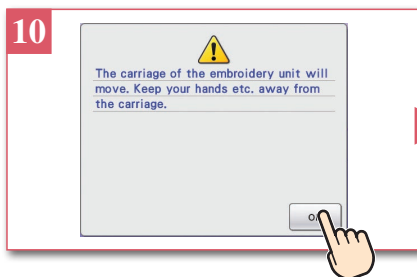 10
The carriage of the embroidery unit will
move. Keep your hands etc. away from
the carriage.